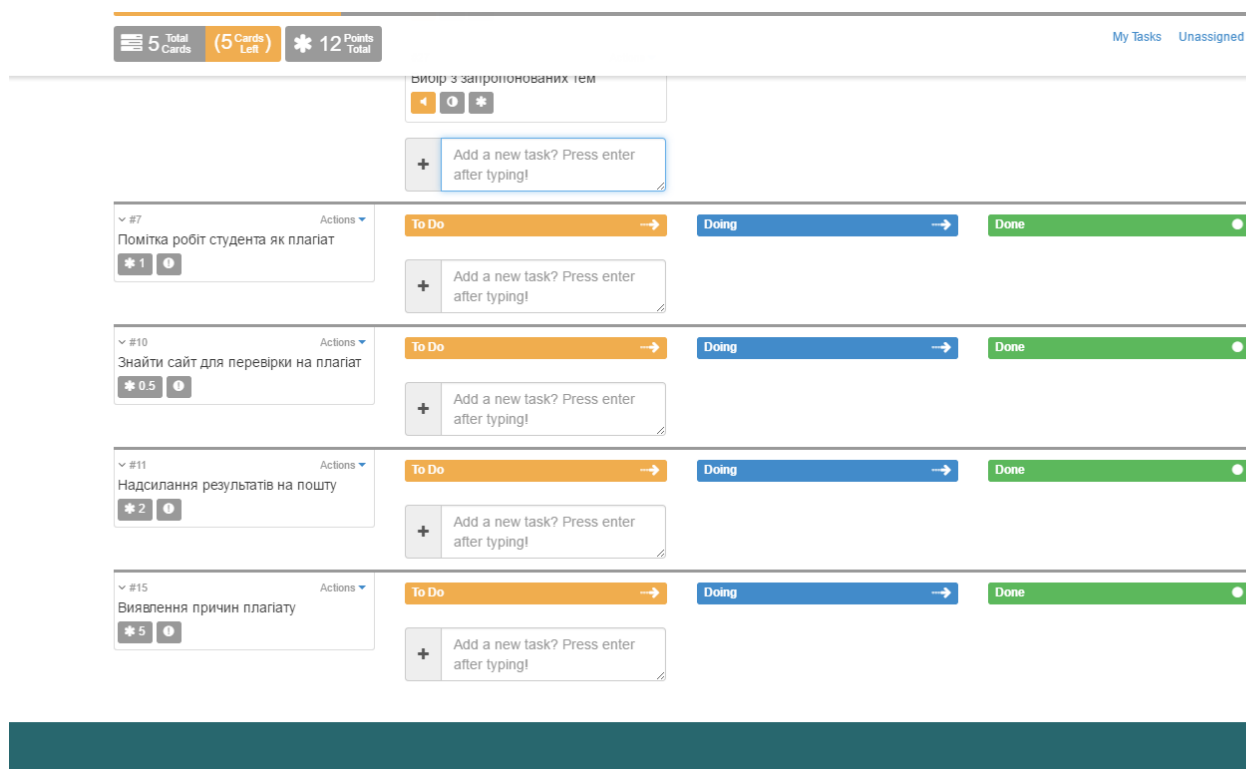 5 Total Cards (5 Cards Left) 12 Points Total
My Tasks Unassigned
Вибір з запропонованих тем
Add a new task? Press enter
after typing!
#7 Actions
Помітка робіт студента як плагіат
1
To Do Doing Done
Add a new task? Press enter
after typing!
#10 Actions
Знайти сайт для перевірки на плагіат
0.5
To Do Doing Done
Add a new task? Press enter
after typing!
#11 Actions
Надсилання результатів на пошту
2
To Do Doing Done
Add a new task? Press enter
after typing!
#15 Actions
Виявлення причин плагіату
5
To Do Doing Done
Add a new task? Press enter
after typing!